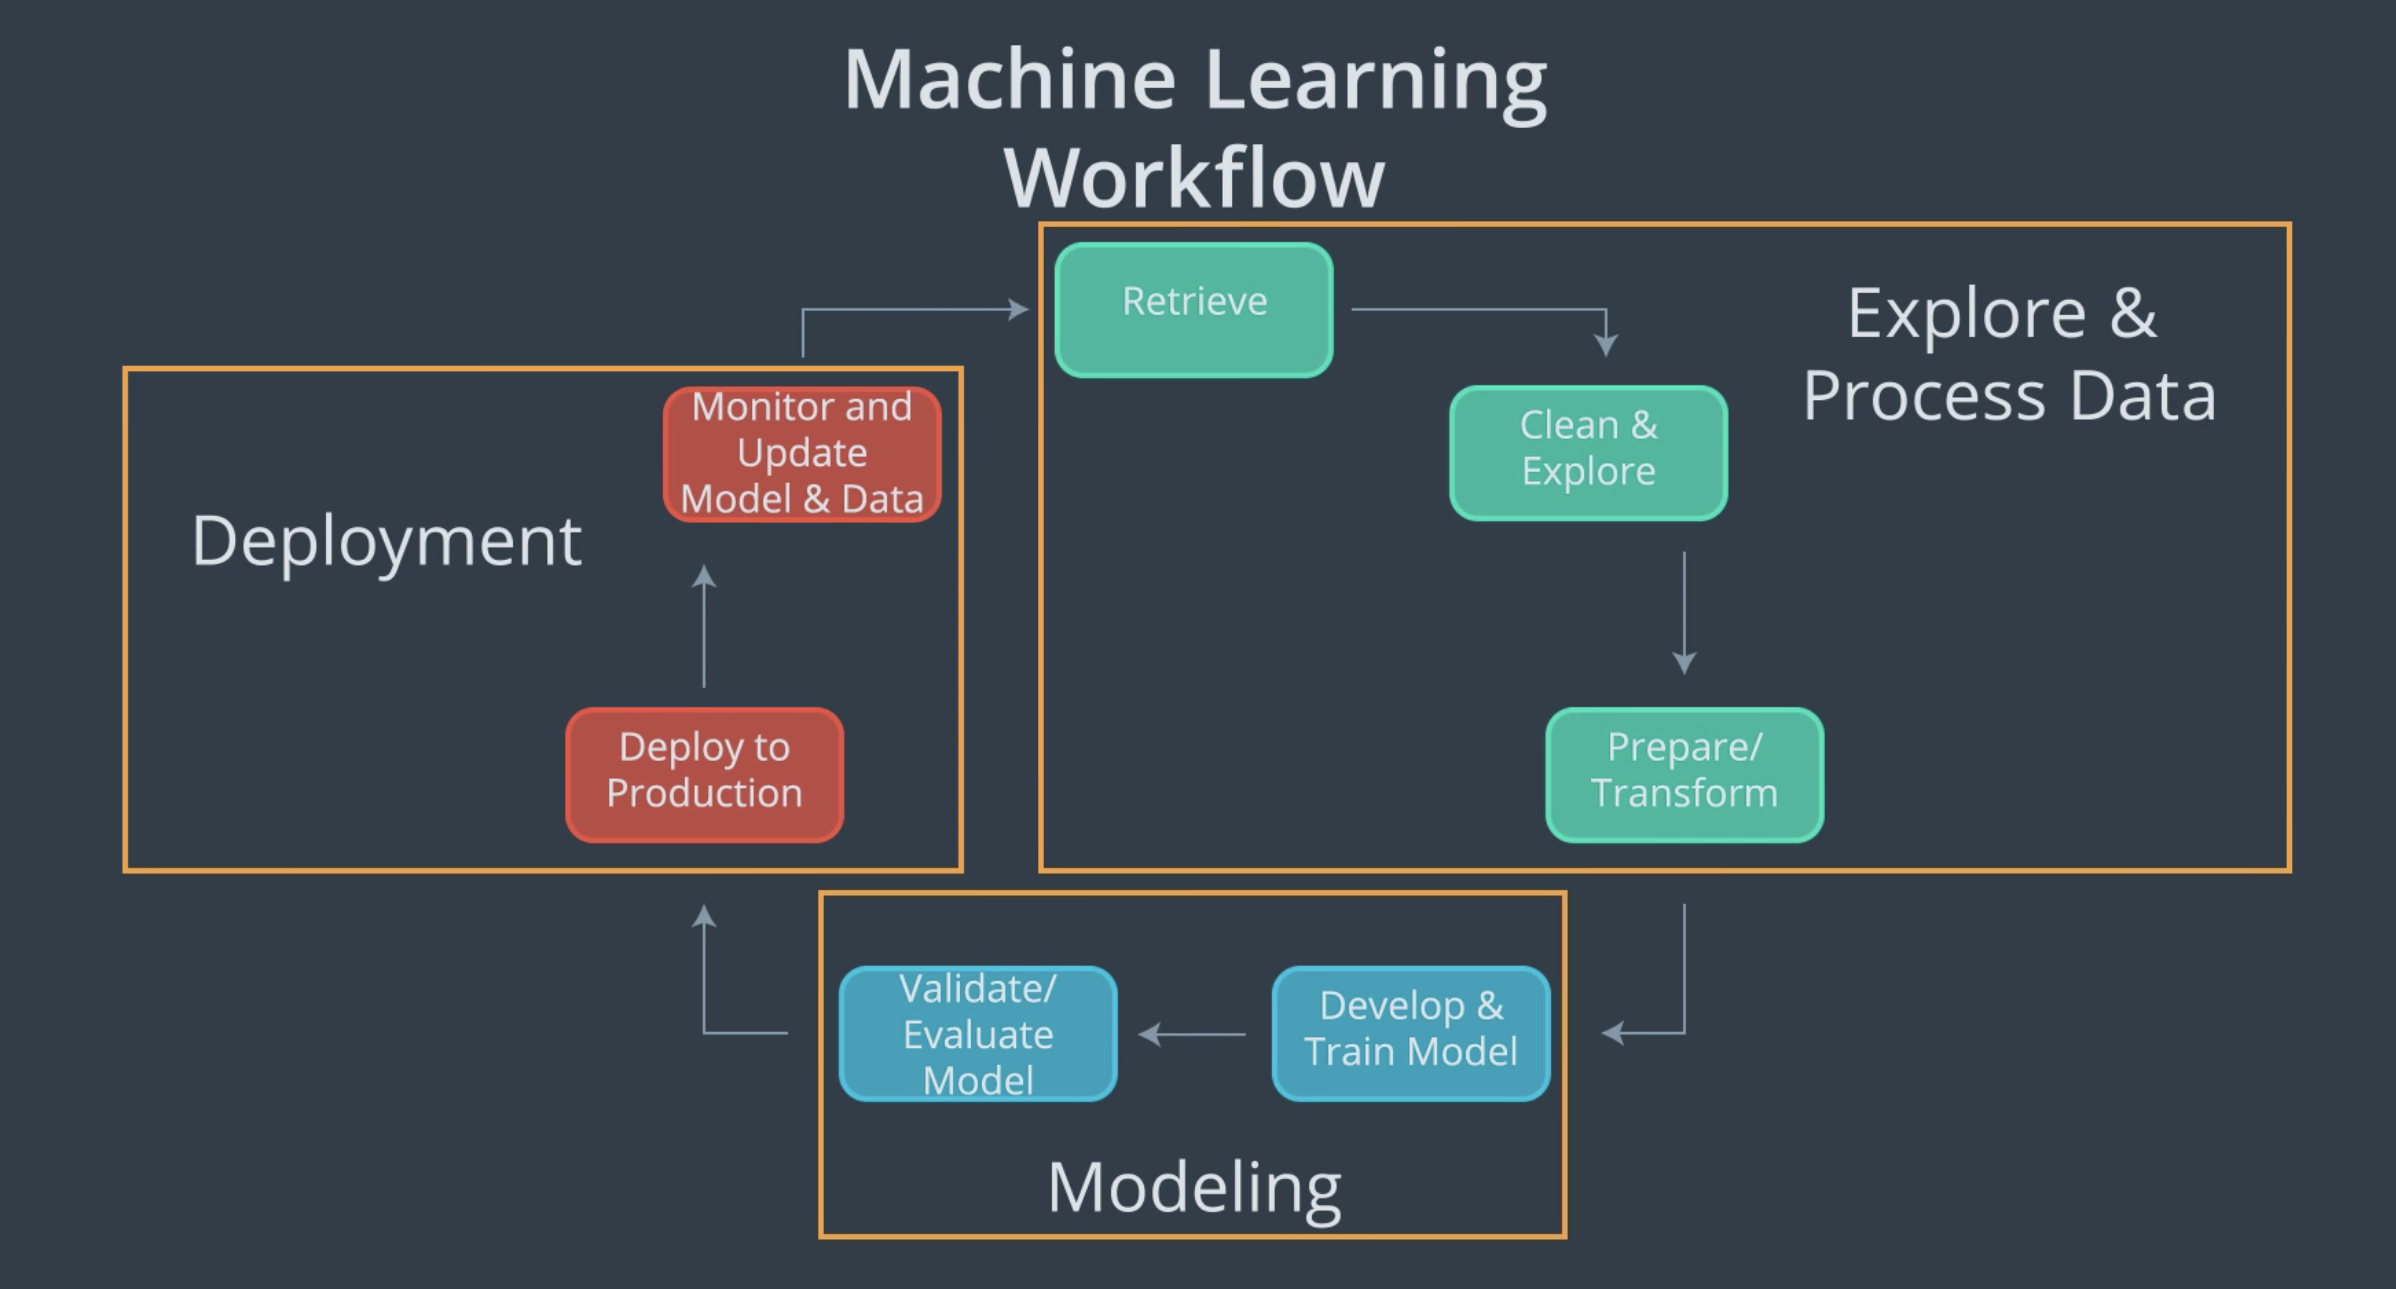 Machine Learning
Workflow
Retrieve
Explore &
Process Data
Clean &
Explore
Prepare/
Transform
Develop &
Train Model
Validate/
Evaluate
Model
Modeling
Deploy to
Production
Deployment
Monitor and
Update
Model & Data